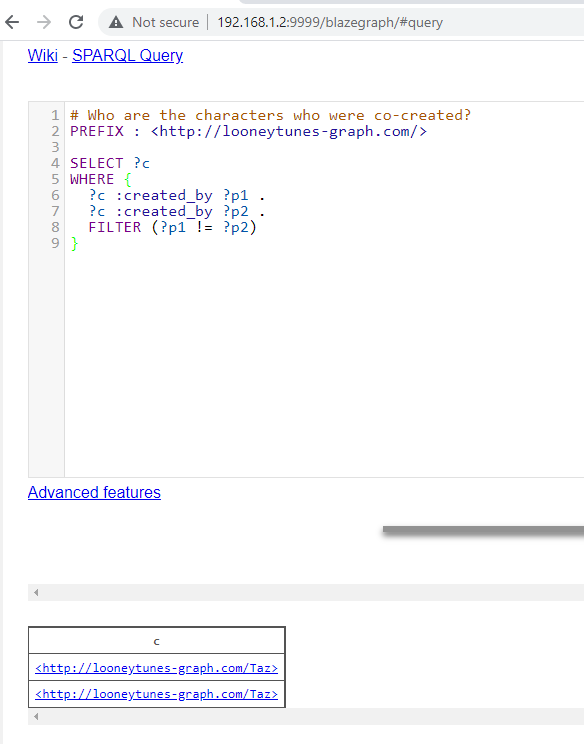 Not secure | 192.168.1.2:9999/blazegraph/#query
Wiki - SPARQL Query
1 # Who are the characters who were co-created?
2 PREFIX : <http://looneytunes-graph.com/>
3
4 SELECT ?c
5 WHERE {
6 ?c :created_by ?p1 .
7 ?c :created_by ?p2 .
8 FILTER (?p1 != ?p2)
9 }
Advanced features
c
<http://looneytunes-graph.com/Taz>
<http://looneytunes-graph.com/Taz>